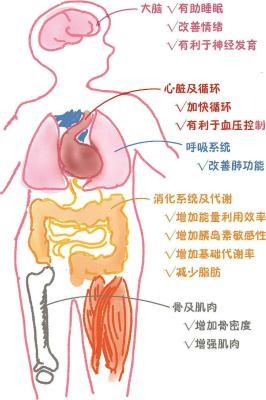 大脑 √有助睡眠
√改善情绪
√有利于神经发育
心脏及循环
√加快循环
√有利于血压控制
呼吸系统
√改善肺功能
消化系统及代谢
√增加能量利用效率
√增加胰岛素敏感性
√增加基础代谢率
√减少脂肪
骨及肌肉
√增加骨密度
√增强肌肉